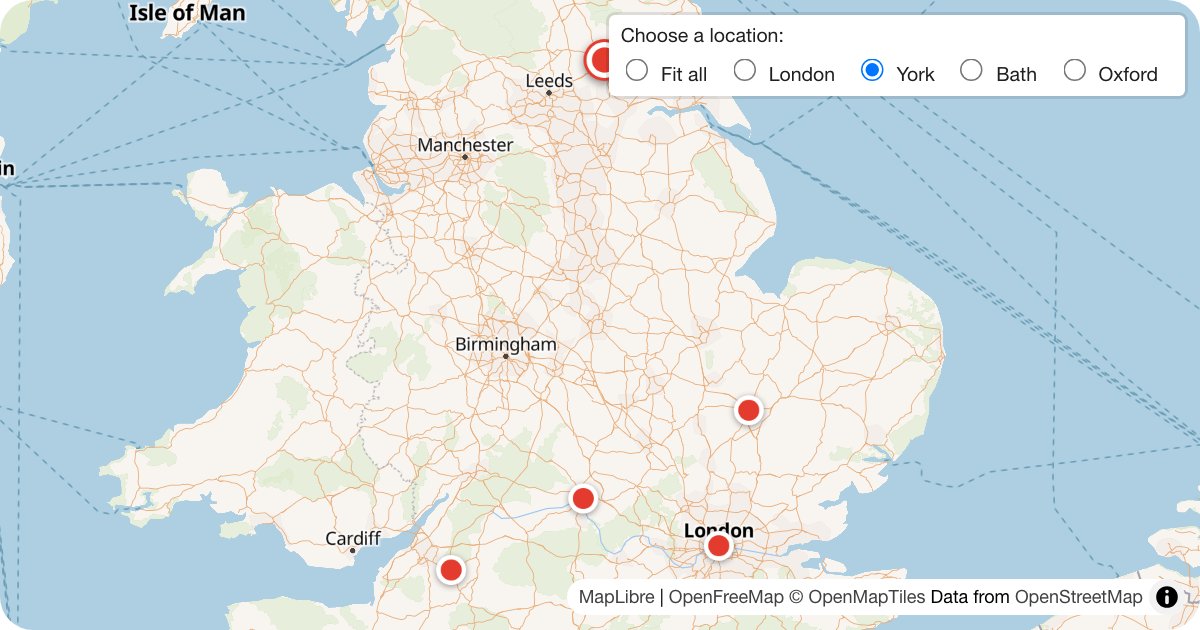 Isle of Man
Choose a location:
Fit all
London
York
Bath
Oxford
Leeds
Manchester
in
Birmingham
London
Cardiff
MapLibre | OpenFreeMap © OpenMapTiles Data from OpenStreetMap